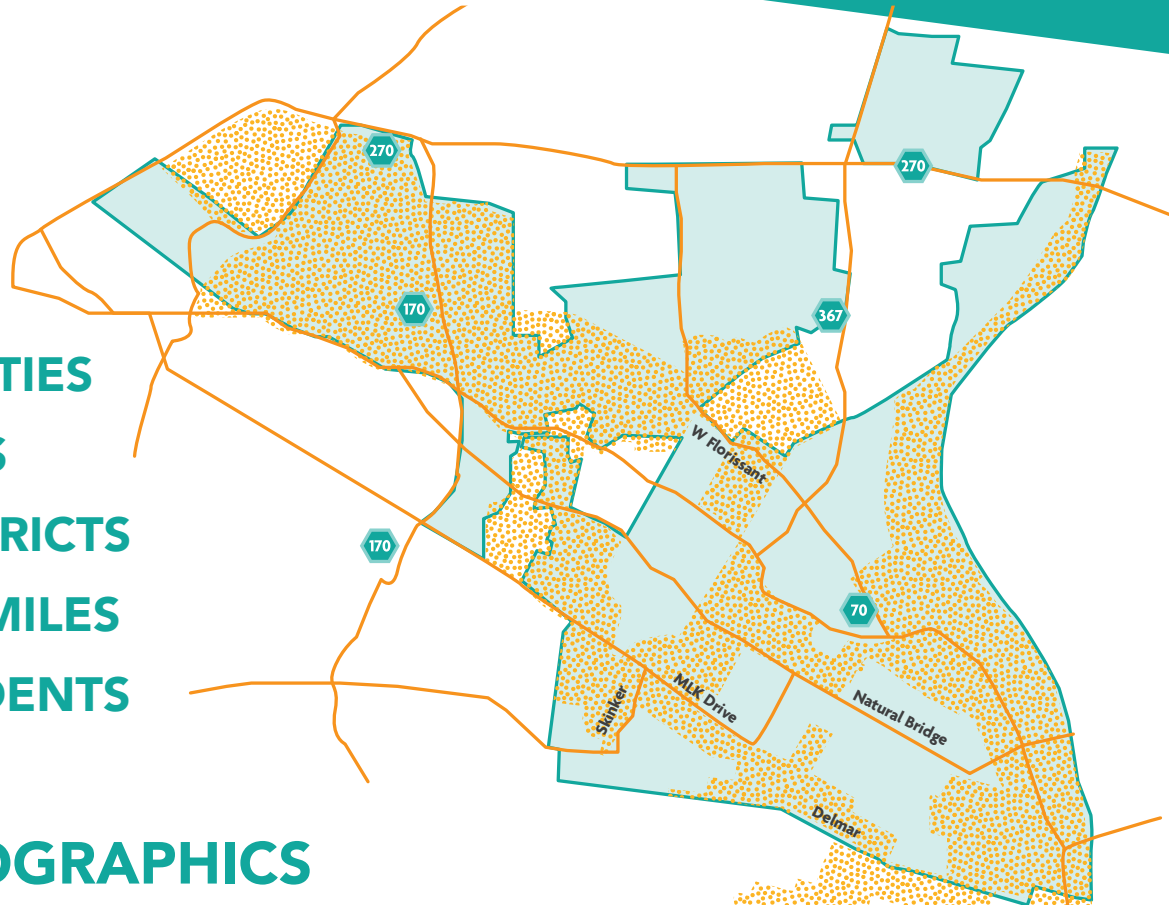 270
270
170
367
TIES
W Florissant
S
RICTS
170
MILES
70
DENTS
Skinker
MLK Drive
Natural Bridge
Delmar
OGRAPHICS